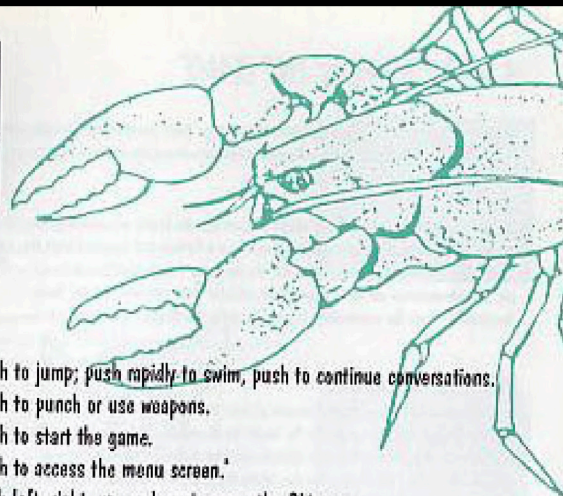 h to jump; push rapidly to swim, push to continue conversations.
h to punch or use weapons.
h to start the game.
h to access the menu screen.*